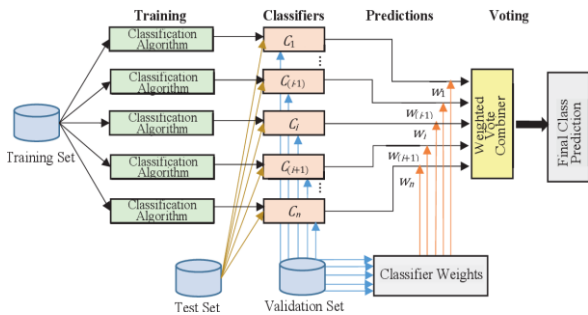 Training Classifiers Predictions Voting
Classification
Algorithm
C1
...
Classification
Algorithm
C(i-1)
Classification
Algorithm
Ci
Classification
Algorithm
C(i+1)
...
Classification
Algorithm
Cn
Training Set
Test Set
Validation Set
W1
W(i-1)
Wi
W(i+1)
Wn
Classifier Weights
Weighted
Vote
Combiner
Final Class
Prediction